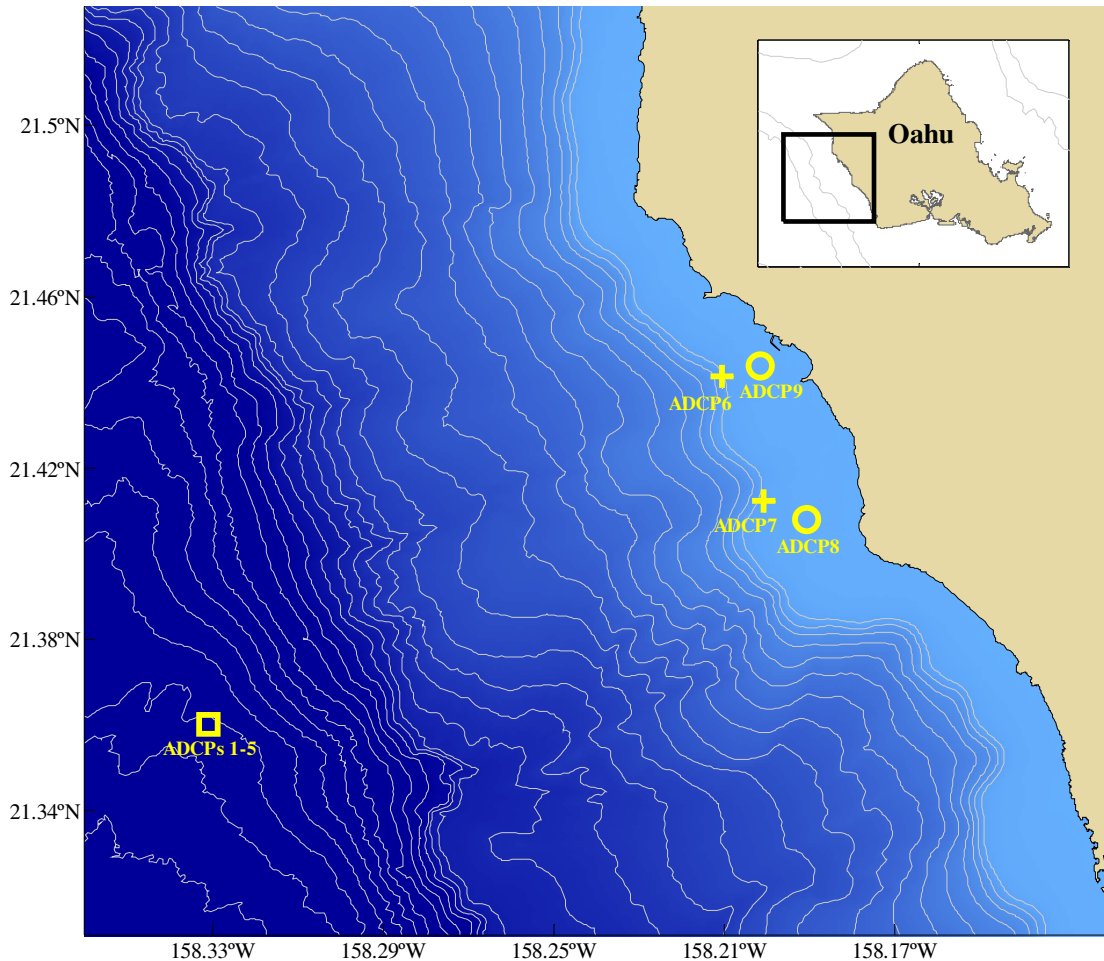 Oahu
21.5ºN
21.46ºN
ADCP6
ADCP9
21.42ºN
ADCP7
ADCP8
21.38ºN
ADCPs 1-5
21.34ºN
158.33ºW
158.29ºW
158.25ºW
158.21ºW
158.17ºW